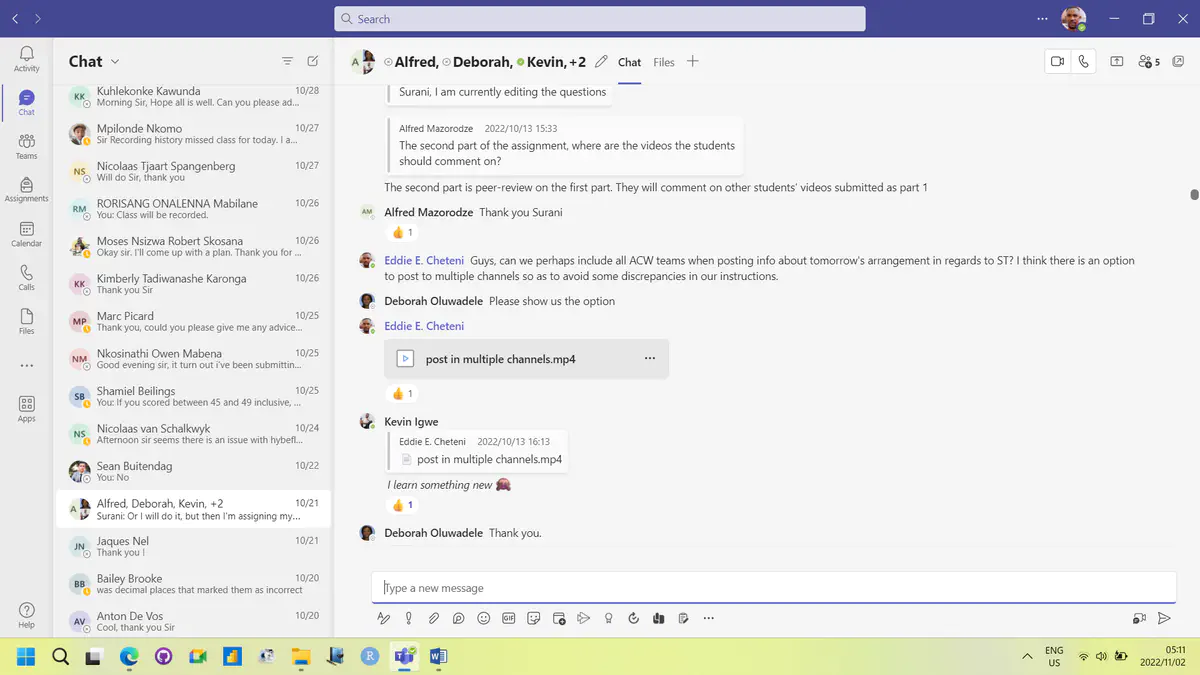 Search
Activity
Chat
Teams
Assignments
Calendar
Calls
Files
Apps
Help
Chat
KK
Kuhlekonke Kawunda 10/28
Morning Sir, Hope all is well. Can you please ad...
Mpilonde Nkomo 10/27
Sir Recording history missed class for today. I a...
NS
Nicolaas Tjaart Spangenberg 10/27
Will do Sir, thank you
RM
RORISANG ONALENNA Mabilane 10/26
You: Class will be recorded.
Moses Nsizwa Robert Skosana 10/26
Okay sir. I'll come up with a plan. Thank you for ...
KK
Kimberly Tadiwanashe Karonga 10/26
Thank you Sir
MP
Marc Picard 10/25
Thank you, could you please give me any advice...
NM
Nkosinathi Owen Mabena 10/25
Good evening sir, it turn out i've been submittin...
SB
Shamiel Beilings 10/25
You: If you scored between 45 and 49 inclusive, ...
NS
Nicolaas van Schalkwyk 10/24
Afternoon sir seems there is an issue with hybefl...
Sean Buitendag 10/22
You: No
A
Alfred, Deborah, Kevin, +2 10/21
Surani: Or I will do it, but then I'm assigning my...
JN
Jaques Nel 10/21
Thank you !
BB
Bailey Brooke 10/20
was decimal places that marked them as incorrect
AV
Anton De Vos 10/20
Cool, thank you Sir
A
Alfred, Deborah, Kevin, +2 Chat Files
5
Surani, I am currently editing the questions
Alfred Mazorodze 2022/10/13 15:33
The second part of the assignment, where are the videos the students
should comment on?
The second part is peer-review on the first part. They will comment on other students' videos submitted as part 1
AM
Alfred Mazorodze Thank you Surani
1
Eddie E. Cheteni Guys, can we perhaps include all ACW teams when posting info about tomorrow's arrangement in regards to ST? I think there is an option
to post to multiple channels so as to avoid some discrepancies in our instructions.
Deborah Oluwadele Please show us the option
Eddie E. Cheteni
post in multiple channels.mp4
1
Kevin Igwe
Eddie E. Cheteni 2022/10/13 16:13
post in multiple channels.mp4
I learn something new
1
Deborah Oluwadele Thank you.
Type a new message
GIF
R
ENG
US
05:11
2022/11/02